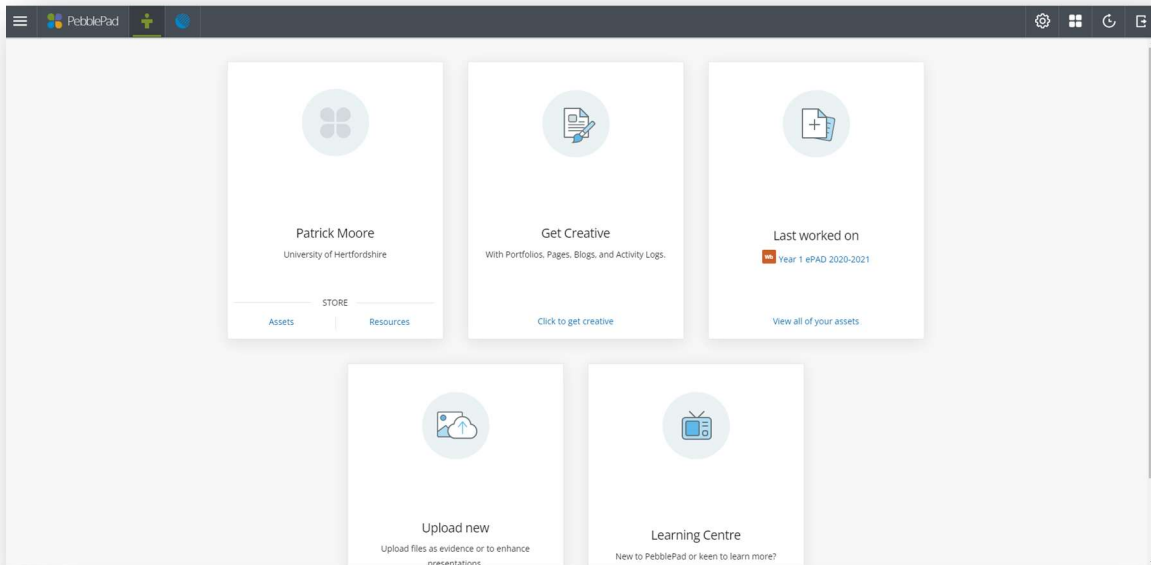 PebblePad
Patrick Moore
University of Hertfordshire
STORE
Assets
Resources
Get Creative
With Portfolios, Pages, Blogs, and Activity Logs.
Click to get creative
Last worked on
Wb Year 1 ePAD 2020-2021
View all of your assets
Upload new
Upload files as evidence or to enhance
presentations
Learning Centre
New to PebblePad or keen to learn more?